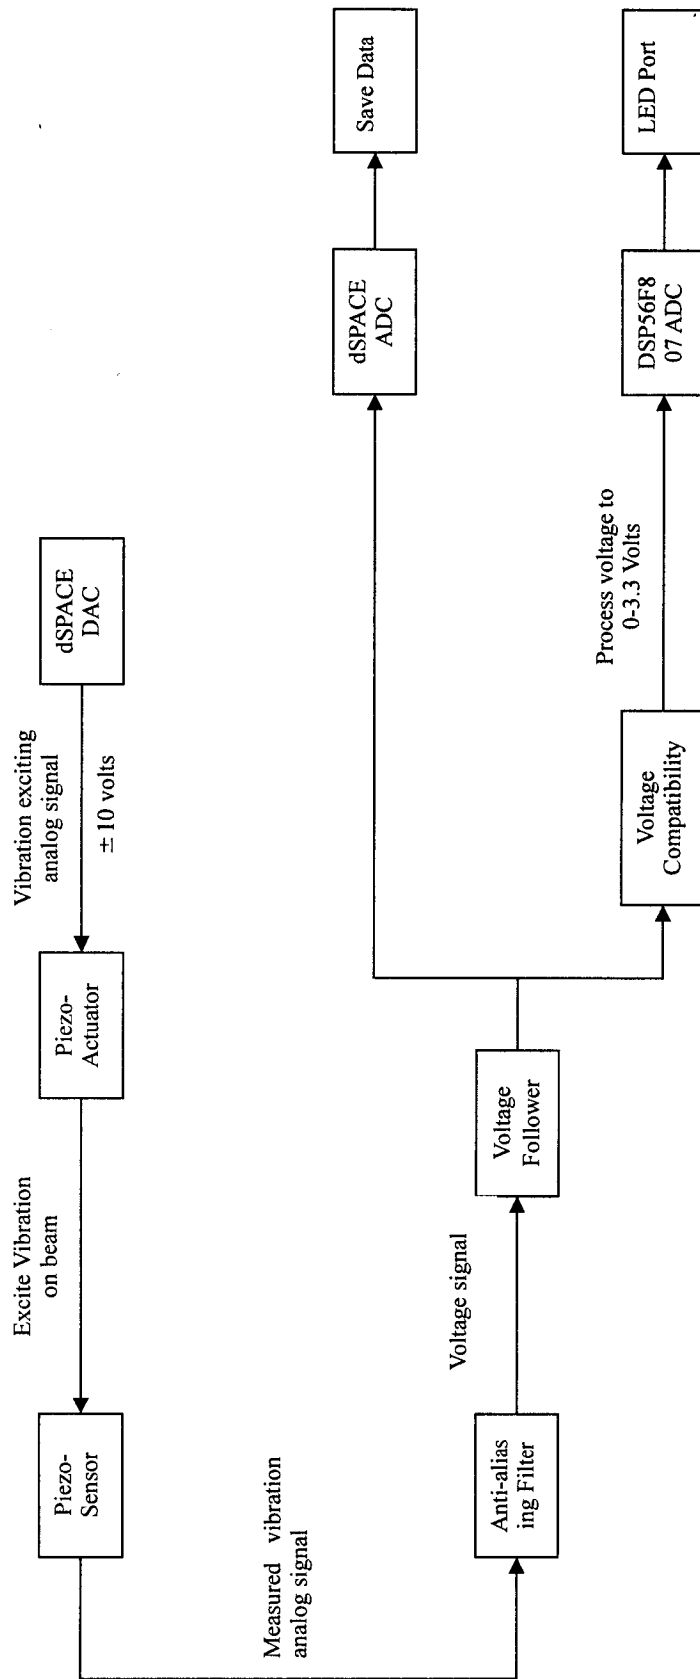 Piezo-
Sensor
Excite Vibration
on beam
Piezo-
Actuator
Vibration exciting
analog signal
±10 volts
dSPACE
DAC
Measured vibration
analog signal
Anti-alias
ing Filter
Voltage signal
Voltage
Follower
dSPACE
ADC
Save Data
Voltage
Compatibility
Process voltage to
0-3.3 Volts
DSP56F8
07 ADC
LED Port